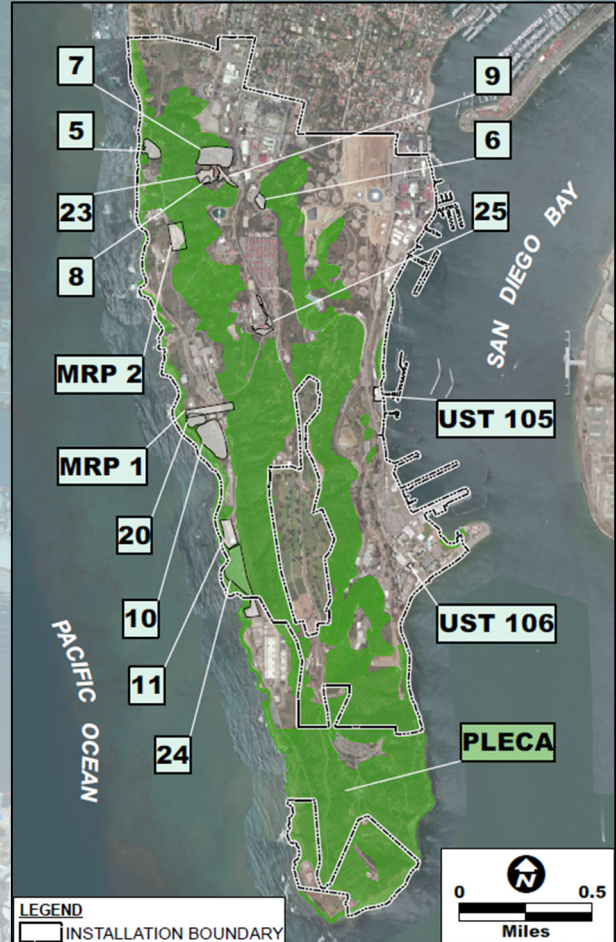 7
9
5
6
23
25
8
SAN DIEGO BAY
MRP 2
UST 105
MRP 1
20
10
UST 106
11
PACIFIC OCEAN
24
PLECA
N
0 0.5
Miles
LEGEND
INSTALLATION BOUNDARY